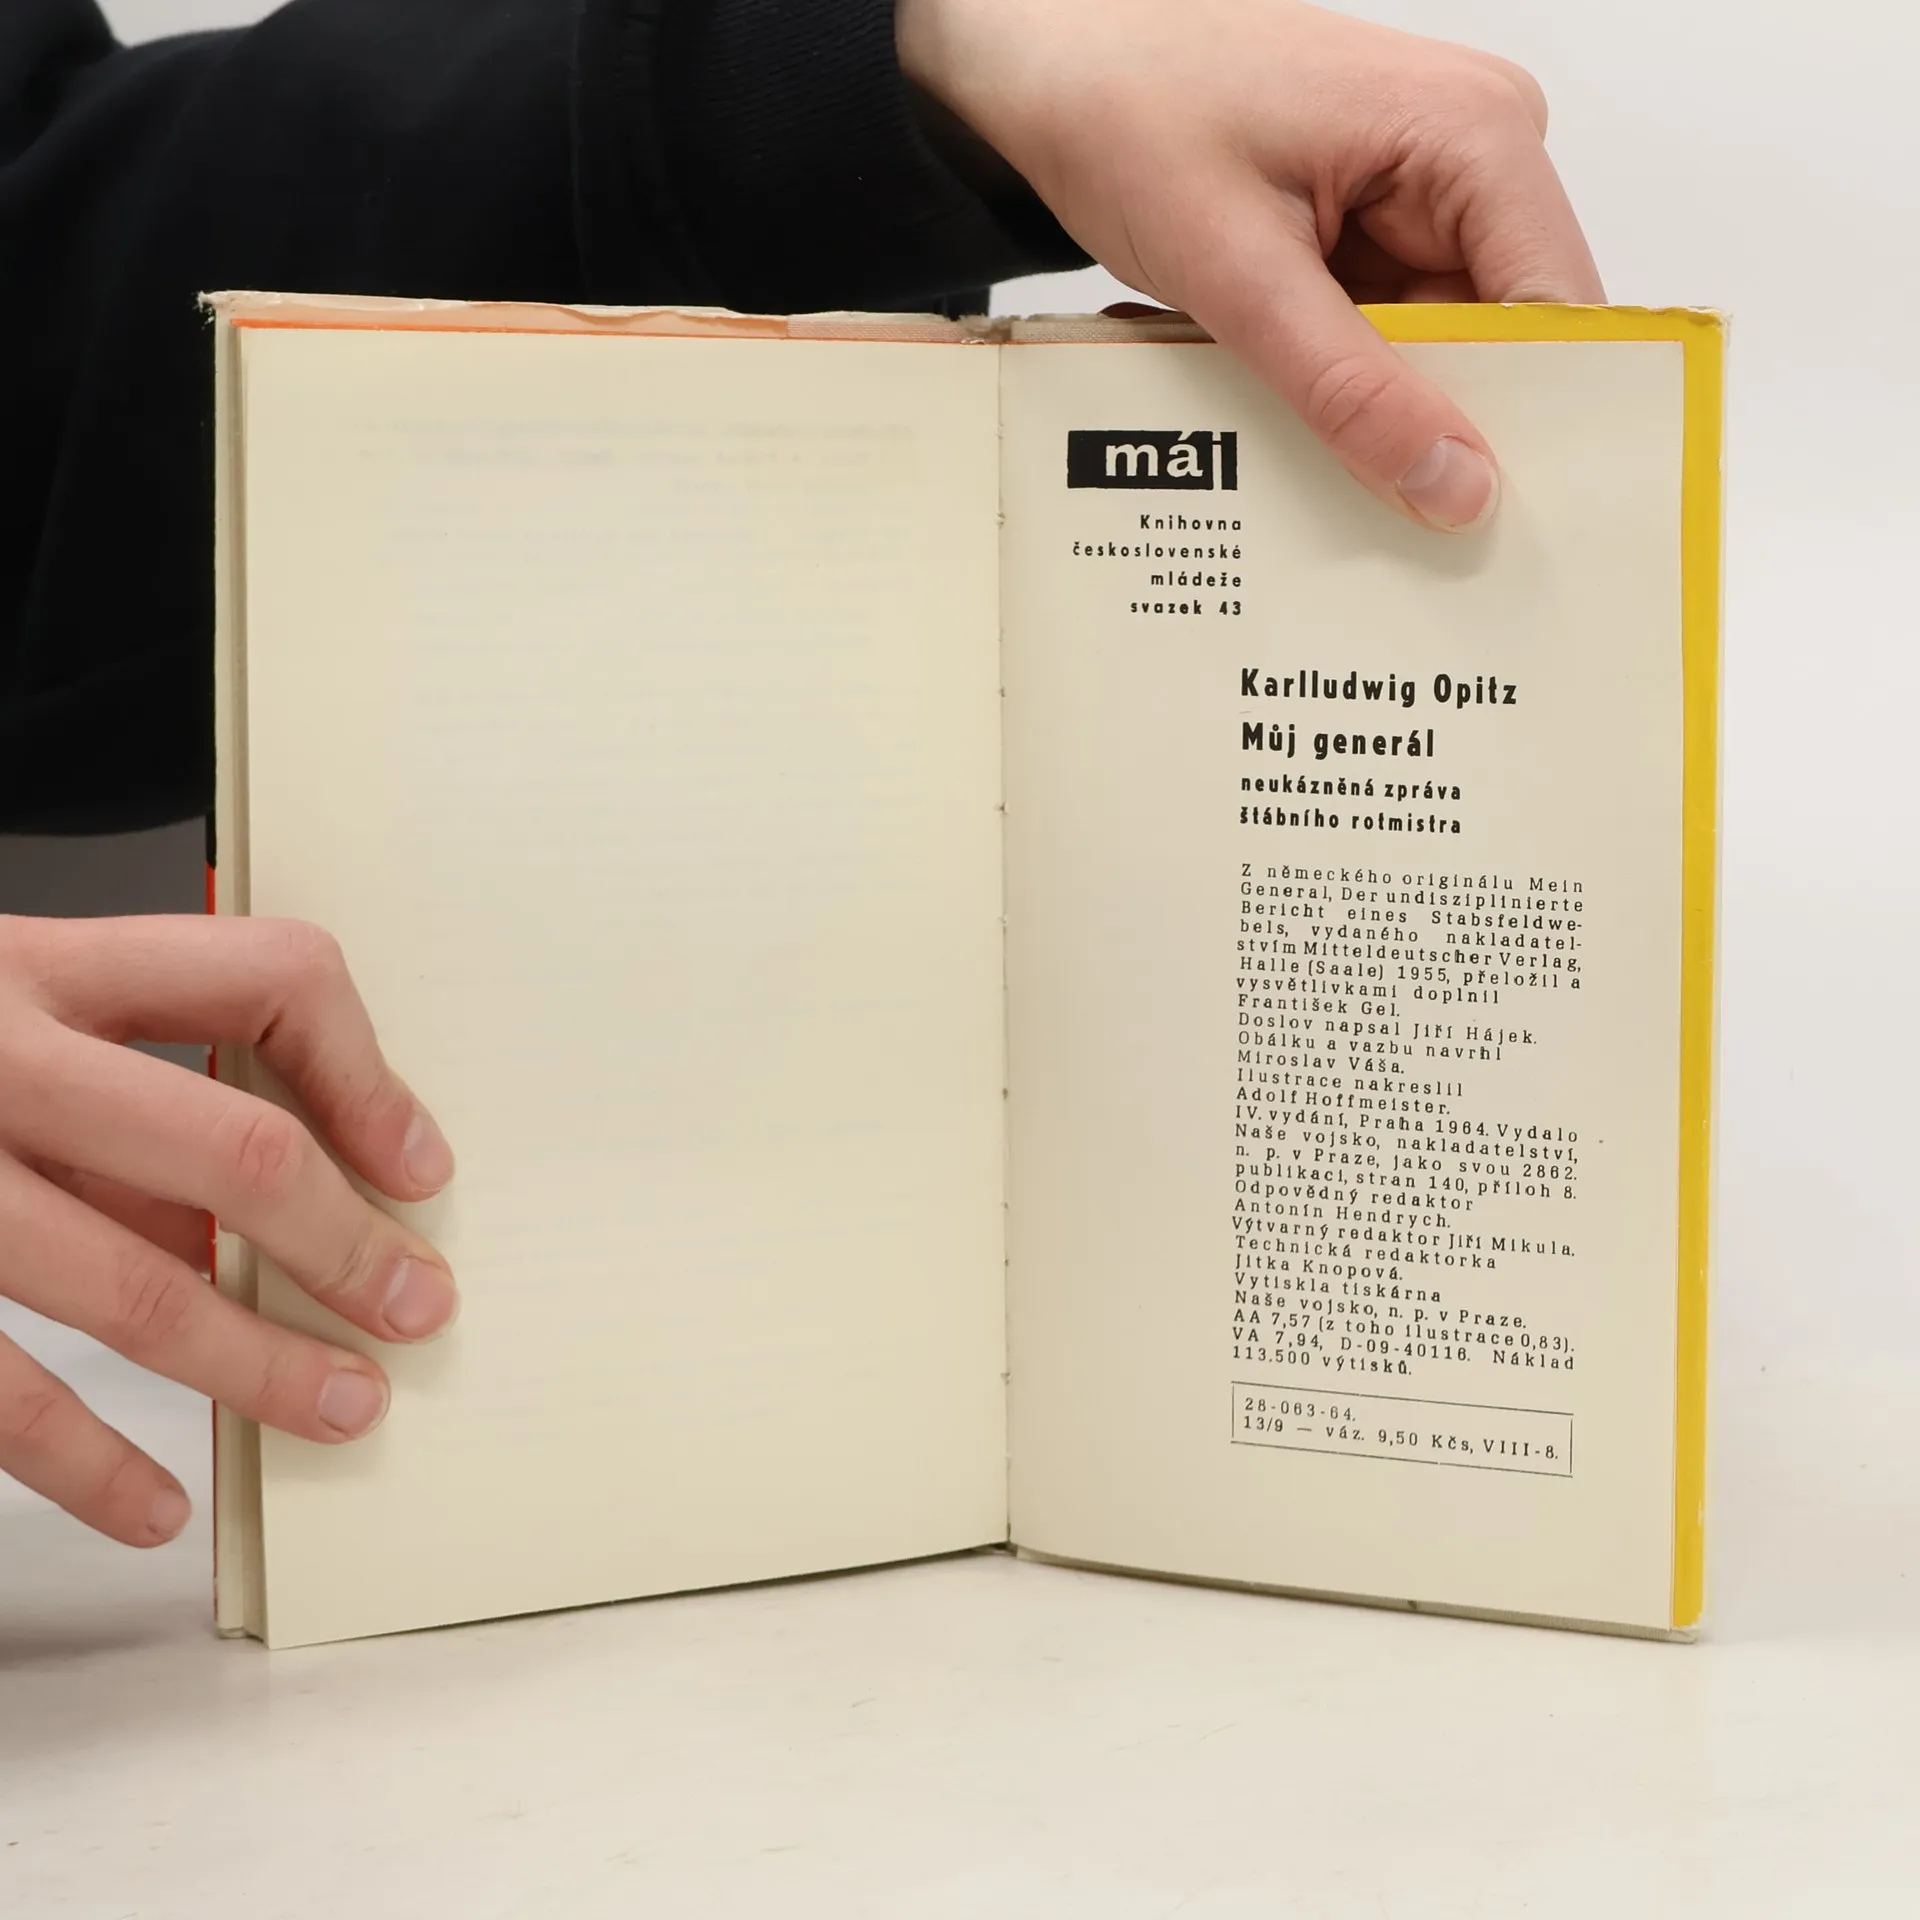 máj
Knihovna
československé
mládeže
svazek 43
Karlludwig Opitz
Můj generál
neukázněná zpráva
štábního rotmistra
Z německého originálu Mein
General, Der undisziplinierte
Bericht eines Stabsfeldwe-
bels, vydaného nakladatel-
stvím Mitteldeutscher Verlag,
Halle (Saale) 1955, přeložil a
vysvětlivkami doplnil
František Gel.
Doslov napsal Jiří Hájek.
Obálku a vazbu navrhl
Miroslav Váša.
Ilustrace nakreslil
Adolf Hoffmeister.
IV. vydání, Praha 1964. Vydalo
Naše vojsko, nakladatelství,
n. p. v Praze, jako svou 2862.
publikaci, stran 140, příloh 8.
Odpovědný redaktor
Antonín Hendrych.
Výtvarný redaktor Jiří Mikula.
Technická redaktorka
Jitka Knopová.
Vytiskla tiskárna
Naše vojsko, n. p. v Praze.
AA 7,57 (z toho ilustrace 0,83).
VA 7,94, D-09-40116. Náklad
113.500 výtisků.
28-063-64.
13/9 — váz. 9,50 Kčs, VIII-8.